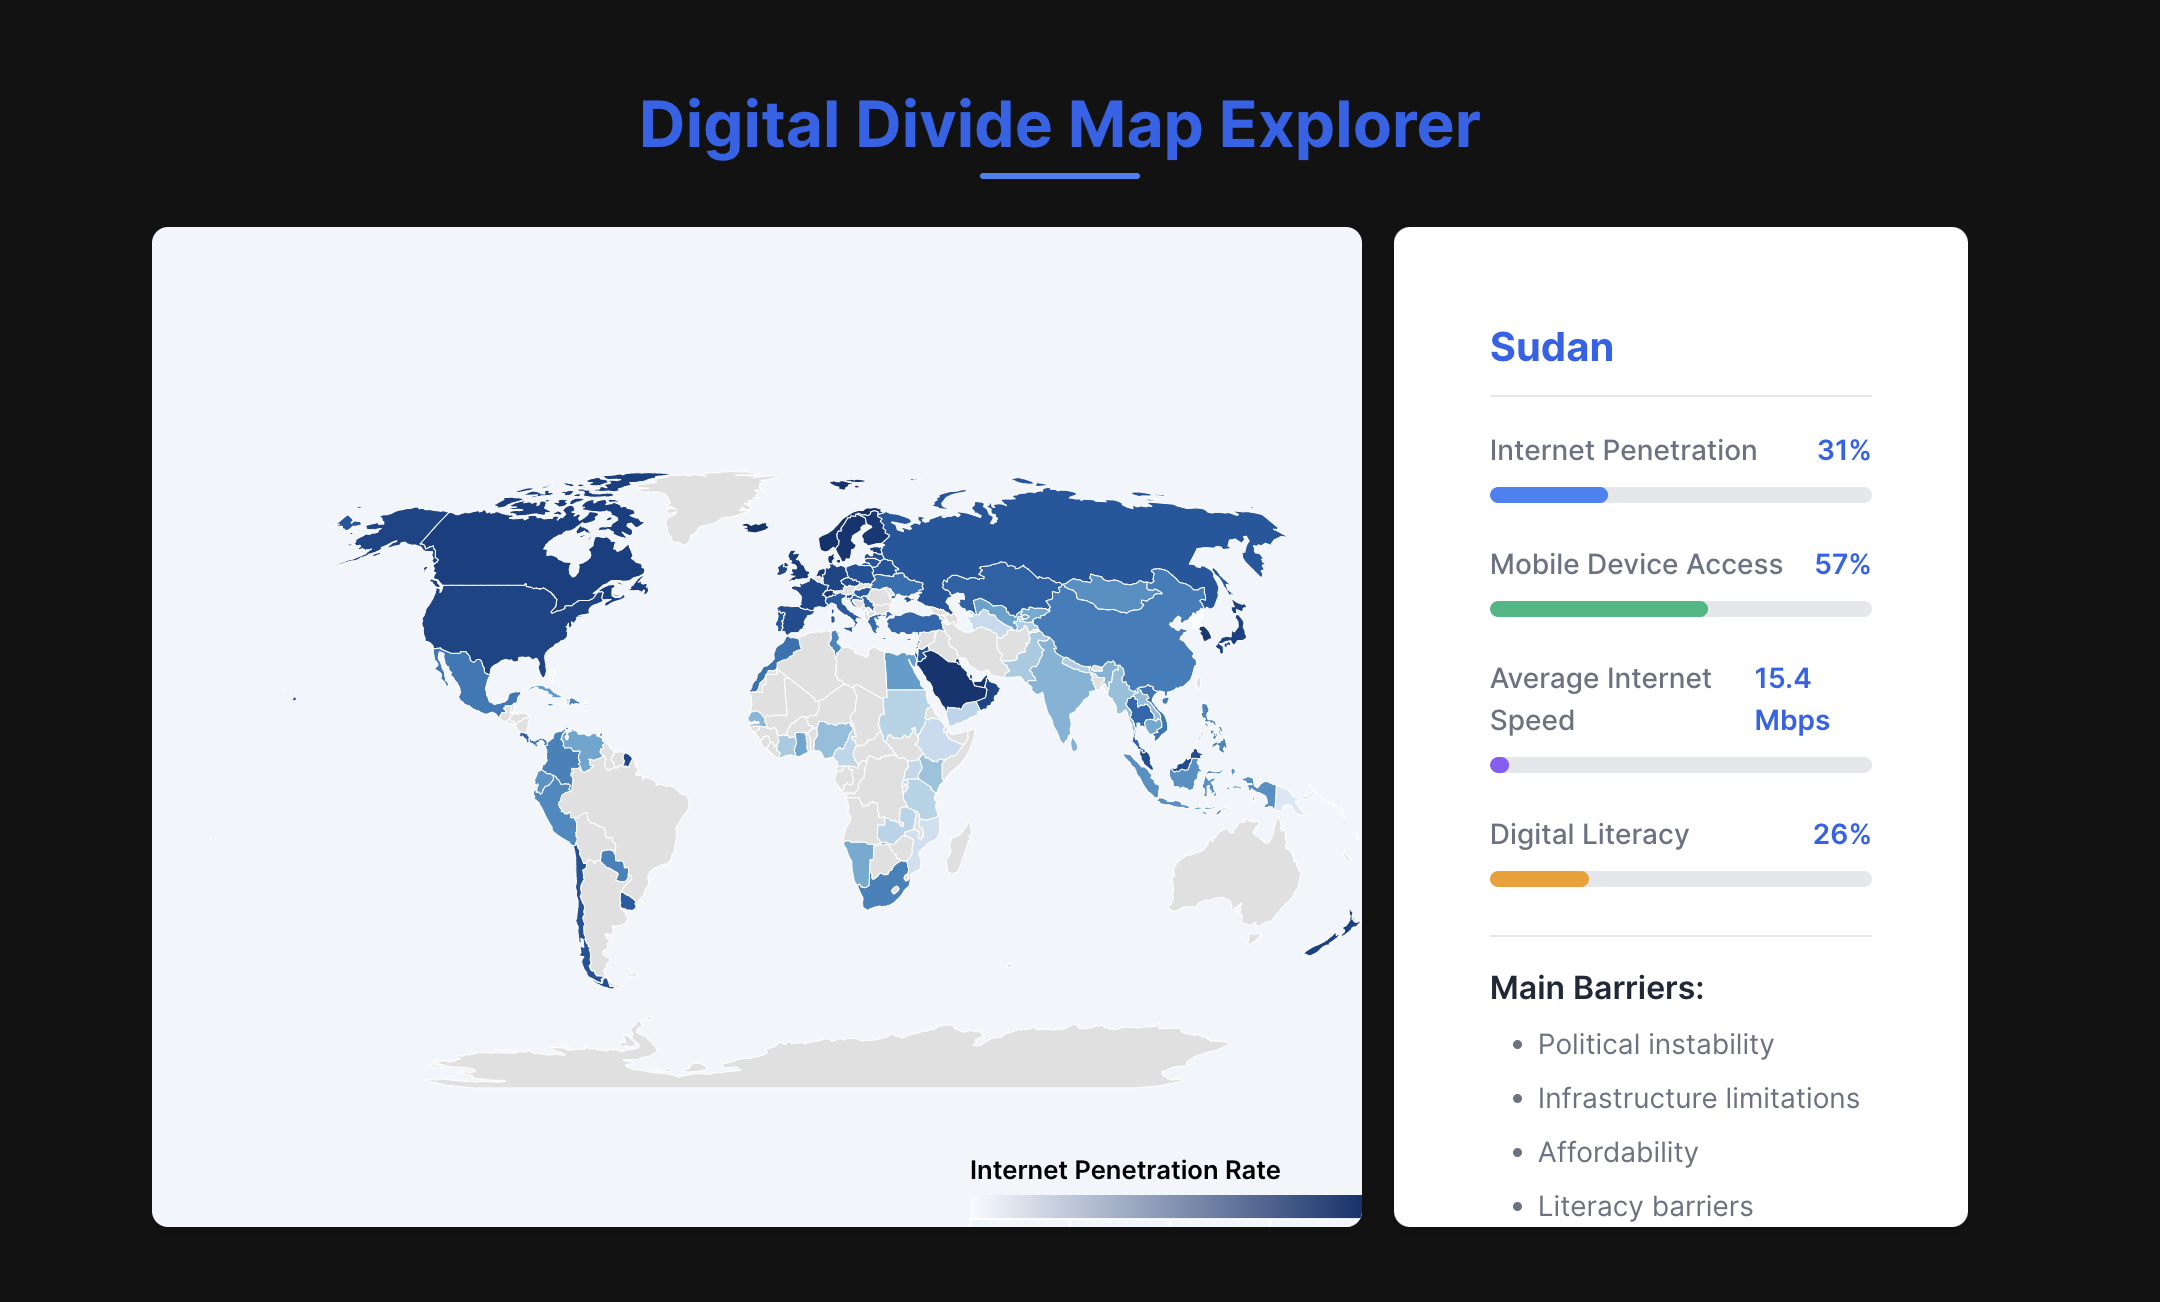 Digital Divide Map Explorer
Internet Penetration Rate
Sudan
Internet Penetration 31%
Mobile Device Access 57%
Average Internet 15.4
Speed Mbps
Digital Literacy 26%
Main Barriers:
• Political instability
• Infrastructure limitations
• Affordability
• Literacy barriers